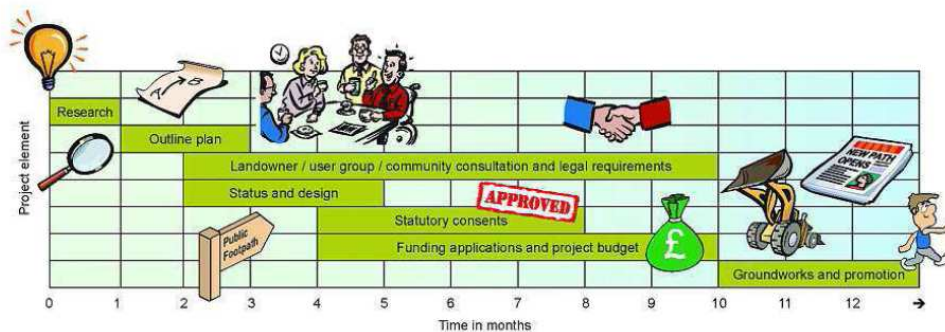 A B
Research
Outline plan
Landowner / user group / community consultation and legal requirements
Status and design
APPROVED
Statutory consents
Public
Footpath
Funding applications and project budget
£
NEW PATH
OPENS
Groundworks and promotion
Project element
0 1 2 3 4 5 6 7 8 9 10 11 12 →
Time in months